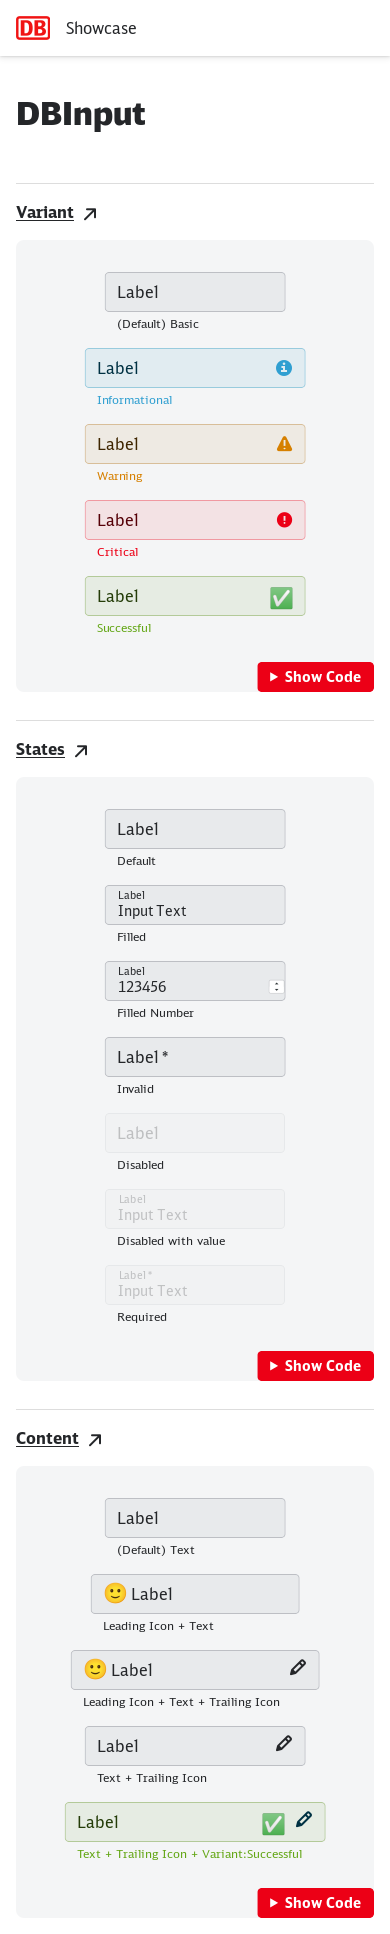 DB Showcase
DBInput
Variant
Label
(Default) Basic
Label
Informational
Label
Warning
Label
Critical
Label
Successful
Show Code
States
Label
Default
Label
Input Text
Filled
Label
123456
Filled Number
Label *
Invalid
Label
Disabled
Label
Input Text
Disabled with value
Label *
Input Text
Required
Show Code
Content
Label
(Default) Text
Label
Leading Icon + Text
Label
Leading Icon + Text + Trailing Icon
Label
Text + Trailing Icon
Label
Text + Trailing Icon + Variant:Successful
Show Code